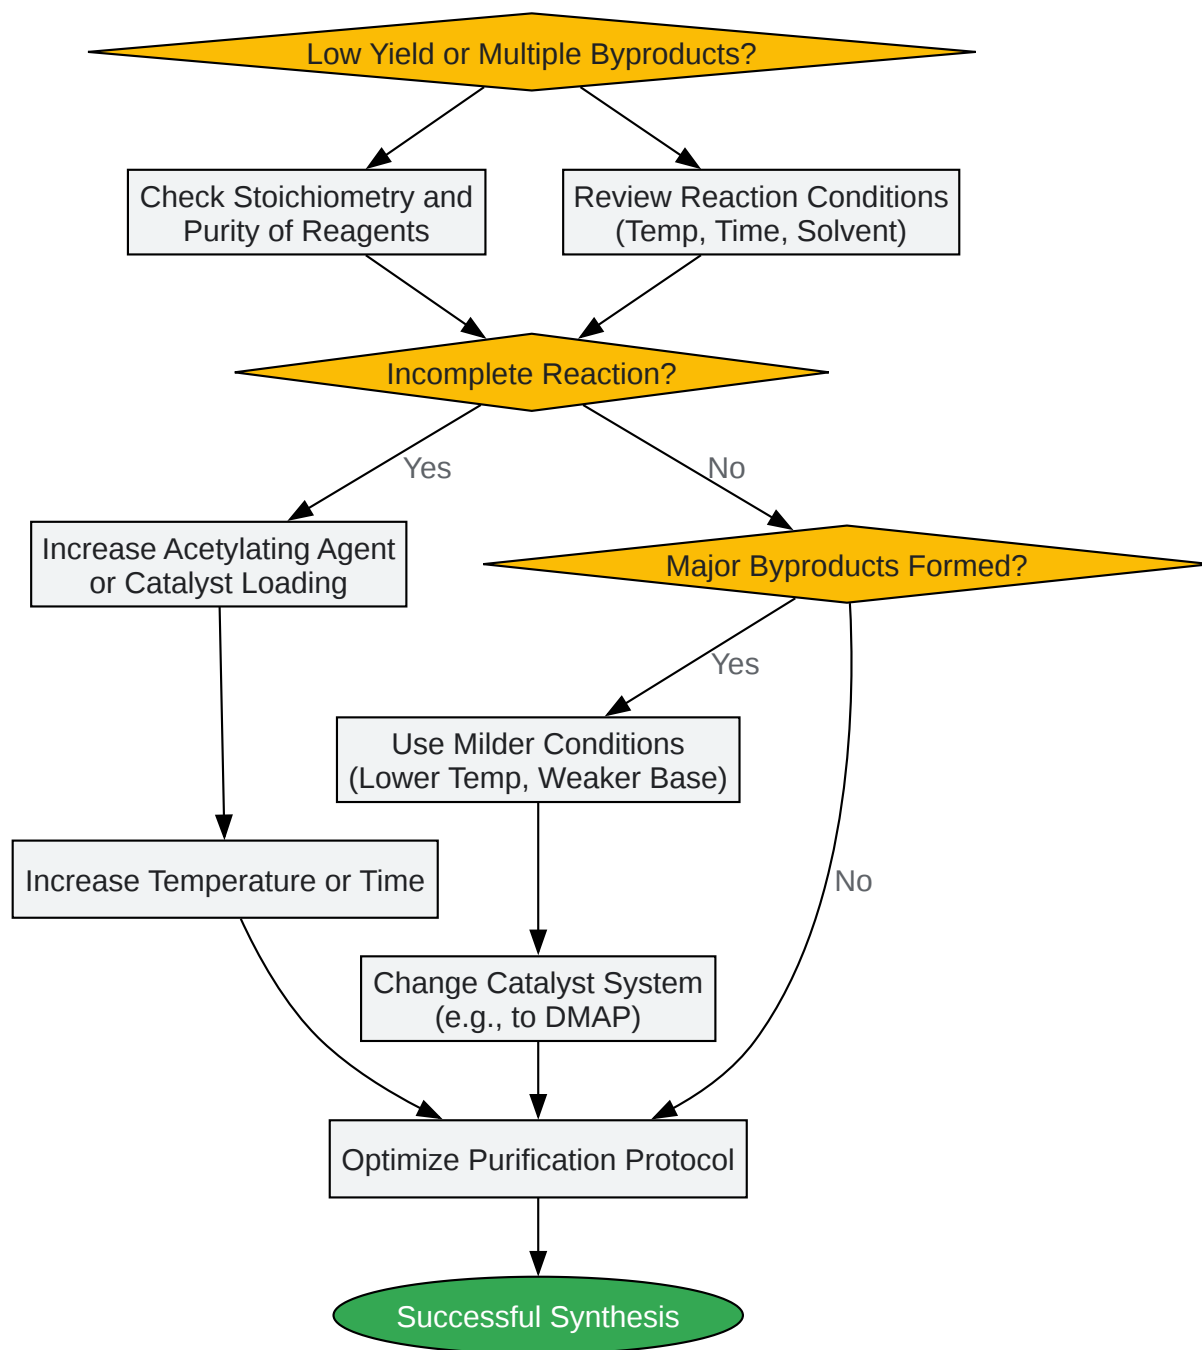 Low Yield or Multiple Byproducts?
Check Stoichiometry and
Purity of Reagents
Review Reaction Conditions
(Temp, Time, Solvent)
Incomplete Reaction?
Yes
No
Increase Acetylating Agent
or Catalyst Loading
Major Byproducts Formed?
Yes
Use Milder Conditions
(Lower Temp, Weaker Base)
Increase Temperature or Time
No
Change Catalyst System
(e.g., to DMAP)
Optimize Purification Protocol
Successful Synthesis